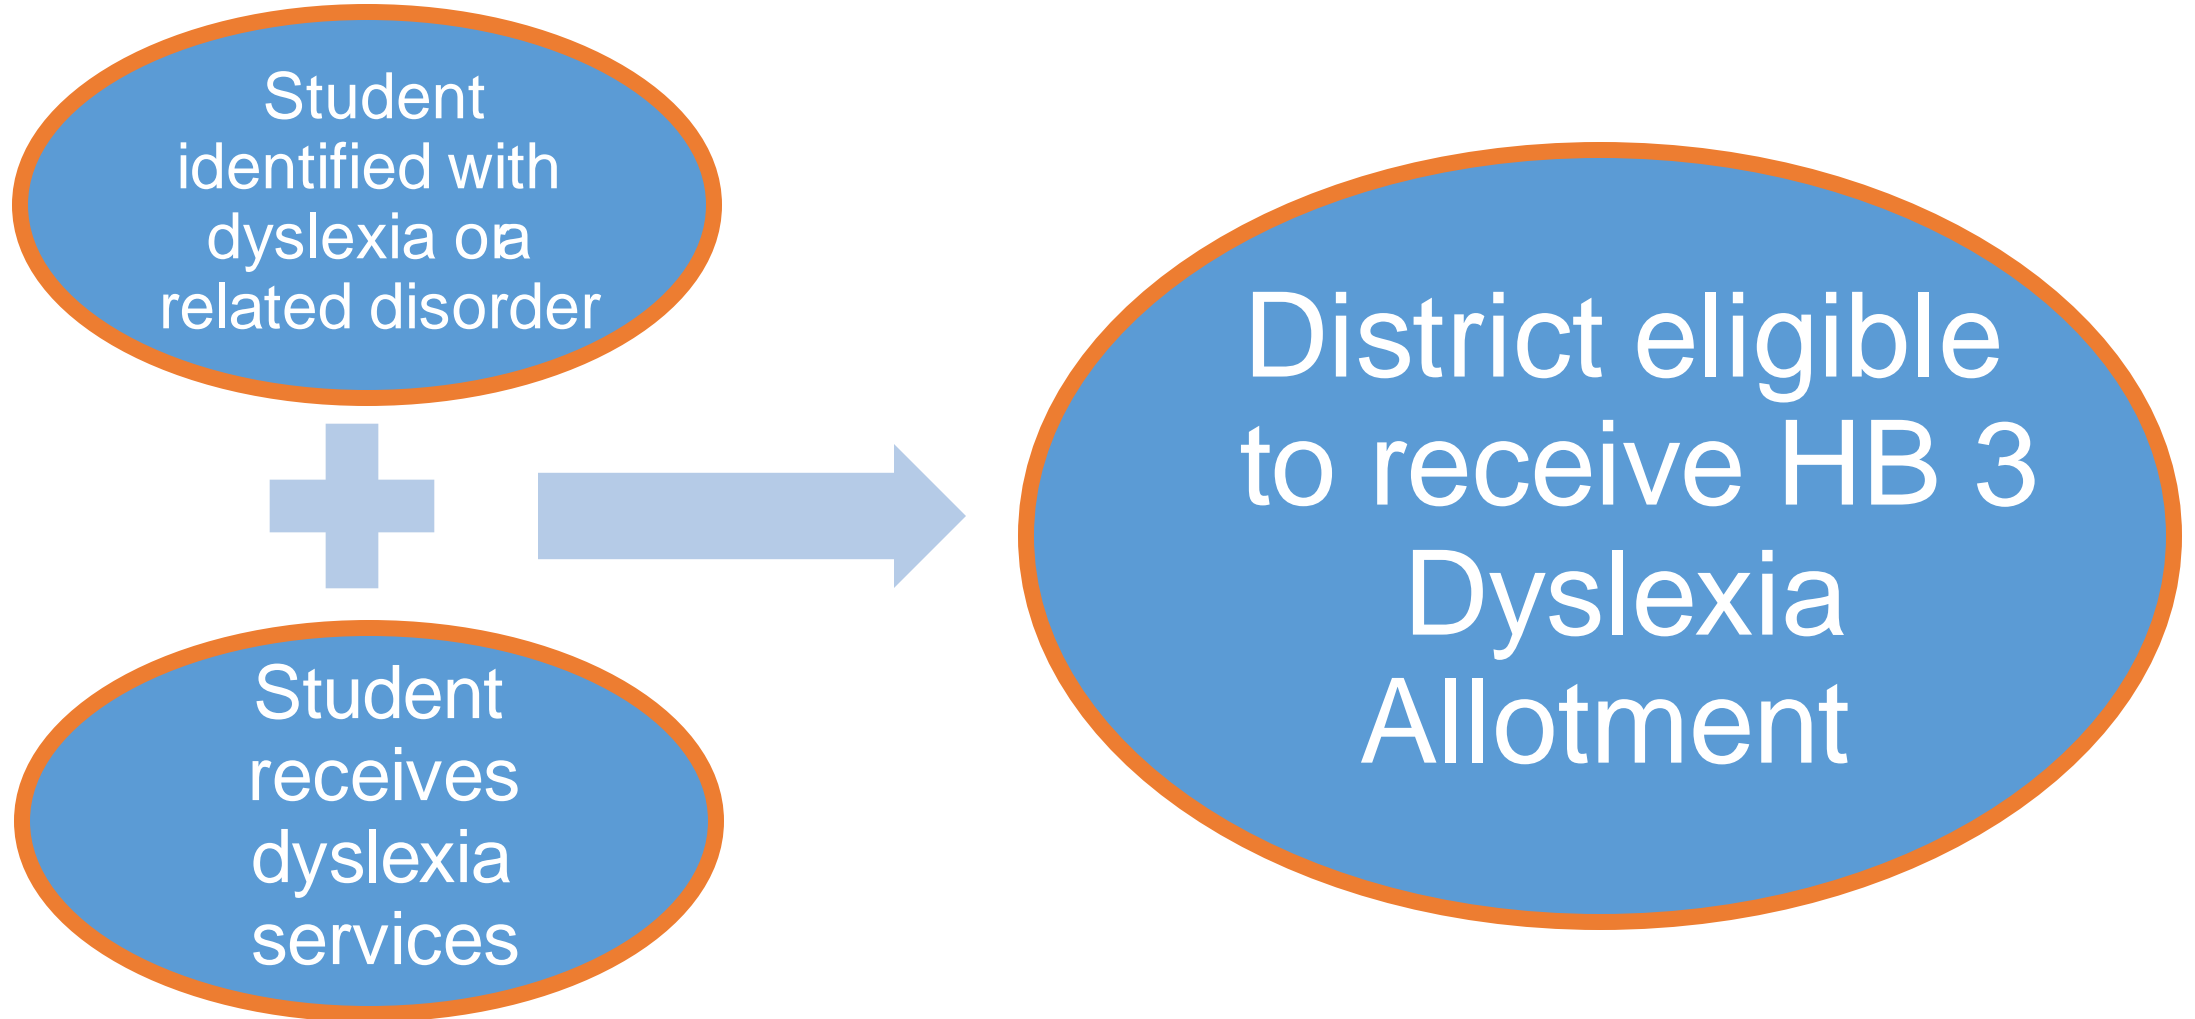 Student
identified with
dyslexia or a
related disorder
Student
receives
dyslexia
services
District eligible
to receive HB 3
Dyslexia
Allotment